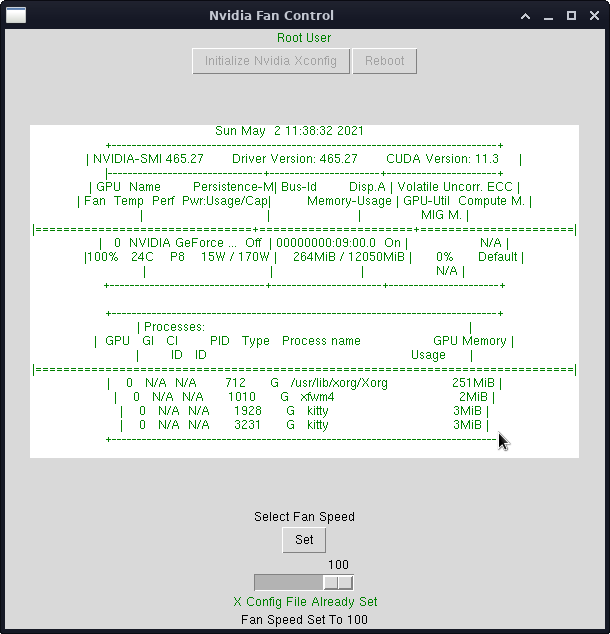 Nvidia Fan Control
Root User
Initialize Nvidia Xconfig Reboot
Sun May 2 11:38:32 2021
+-----------------------------------------------------------------------------+
| NVIDIA-SMI 465.27 Driver Version: 465.27 CUDA Version: 11.3 |
|-------------------------------+----------------------+----------------------+
| GPU Name Persistence-M| Bus-Id Disp.A | Volatile Uncorr. ECC |
| Fan Temp Perf Pwr:Usage/Cap| Memory-Usage | GPU-Util Compute M. |
| | | MIG M. |
|===============================+======================+======================|
| 0 NVIDIA GeForce ... Off | 00000000:09:00.0 On | N/A |
|100% 24C P8 15W / 170W | 264MiB / 12050MiB | 0% Default |
| | | N/A |
+-------------------------------+----------------------+----------------------+
+-----------------------------------------------------------------------------+
| Processes: |
| GPU GI CI PID Type Process name GPU Memory |
| ID ID Usage |
|=============================================================================|
| 0 N/A N/A 712 G /usr/lib/xorg/Xorg 251MiB |
| 0 N/A N/A 1010 G xfwm4 2MiB |
| 0 N/A N/A 1928 G kitty 3MiB |
| 0 N/A N/A 3231 G kitty 3MiB |
+-----------------------------------------------------------------------------+
Select Fan Speed
Set
100
X Config File Already Set
Fan Speed Set To 100